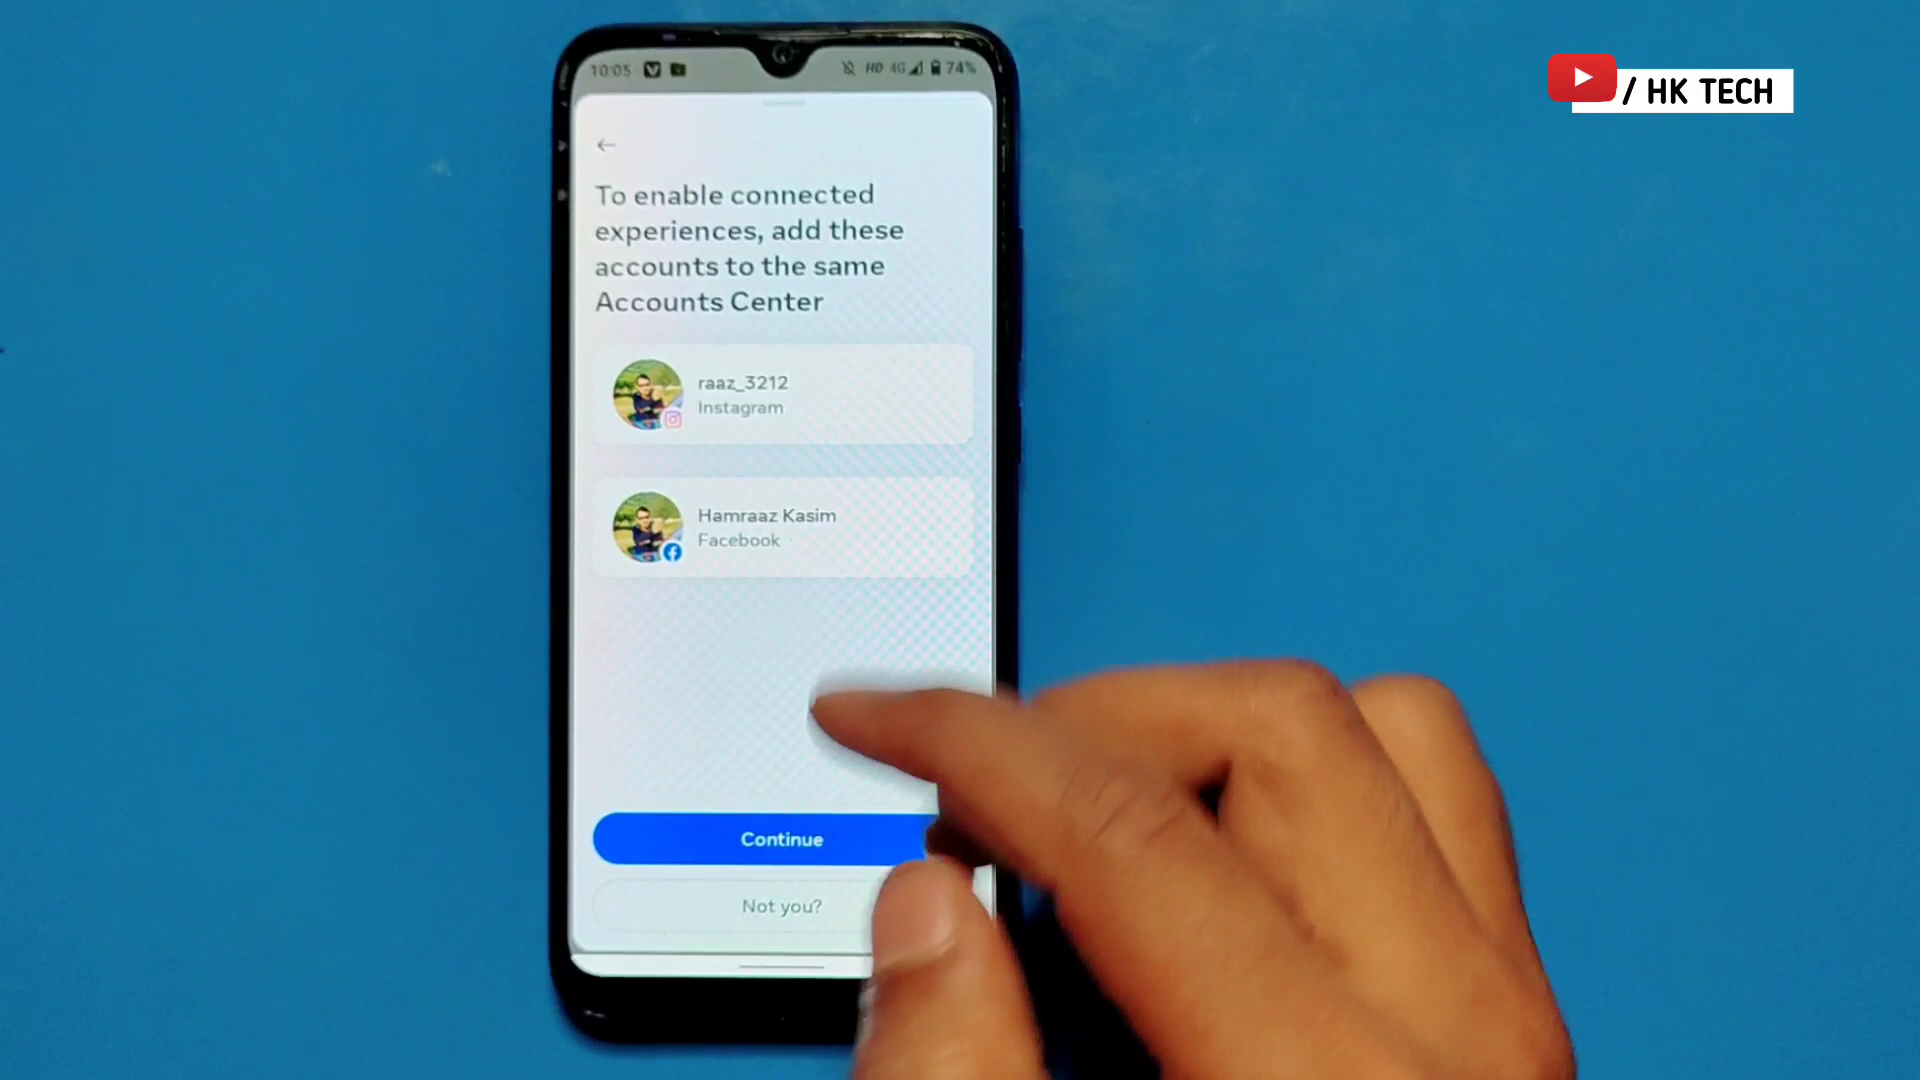 10:05 HD 4G 74%
/ HK TECH
To enable connected
experiences, add these
accounts to the same
Accounts Center
raaz_3212
Instagram
Hamraaz Kasim
Facebook
Continue
Not you?